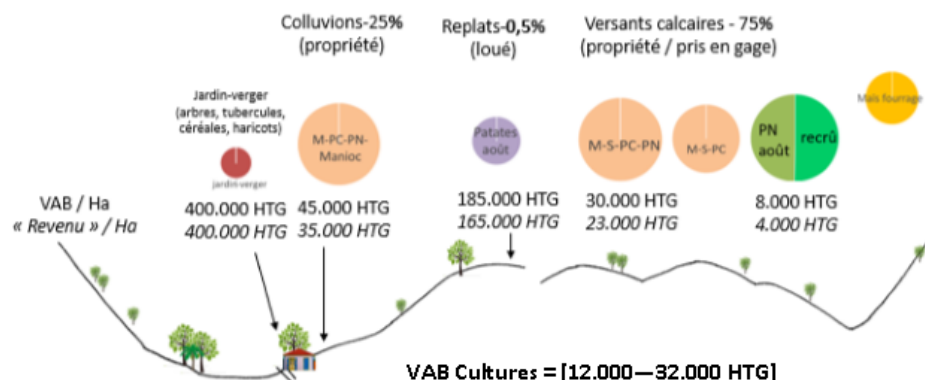 Colluvions-25%
(propriété)
Replats-0,5%
(loué)
Versants calcaires - 75%
(propriété / pris en gage)
Jardin-verger
(arbres, tubercules,
céréales, haricots)
jardin-verger
M-PC-PN-
Manioc
Patates
août
M-S-PC-PN
M-S-PC
PN
août
recrû
Maïs fourrage
VAB / Ha
« Revenu » / Ha
400.000 HTG
400.000 HTG
45.000 HTG
35.000 HTG
185.000 HTG
165.000 HTG
30.000 HTG
23.000 HTG
8.000 HTG
4.000 HTG
VAB Cultures = [12.000—32.000 HTG]